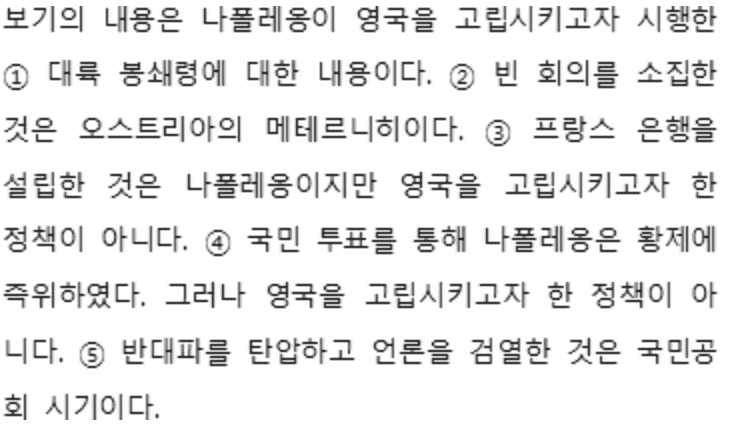 보기의 내용은 나폴레옹이 영국을 고립시키고자 시행한
① 대륙 봉쇄령에 대한 내용이다. ② 빈 회의를 소집한
것은 오스트리아의 메테르니히이다. ③ 프랑스 은행을
설립한 것은 나폴레옹이지만 영국을 고립시키고자 한
정책이 아니다. ④ 국민 투표를 통해 나폴레옹은 황제에
즉위하였다. 그러나 영국을 고립시키고자 한 정책이 아
니다. ⑤ 반대파를 탄압하고 언론을 검열한 것은 국민공
회 시기이다.